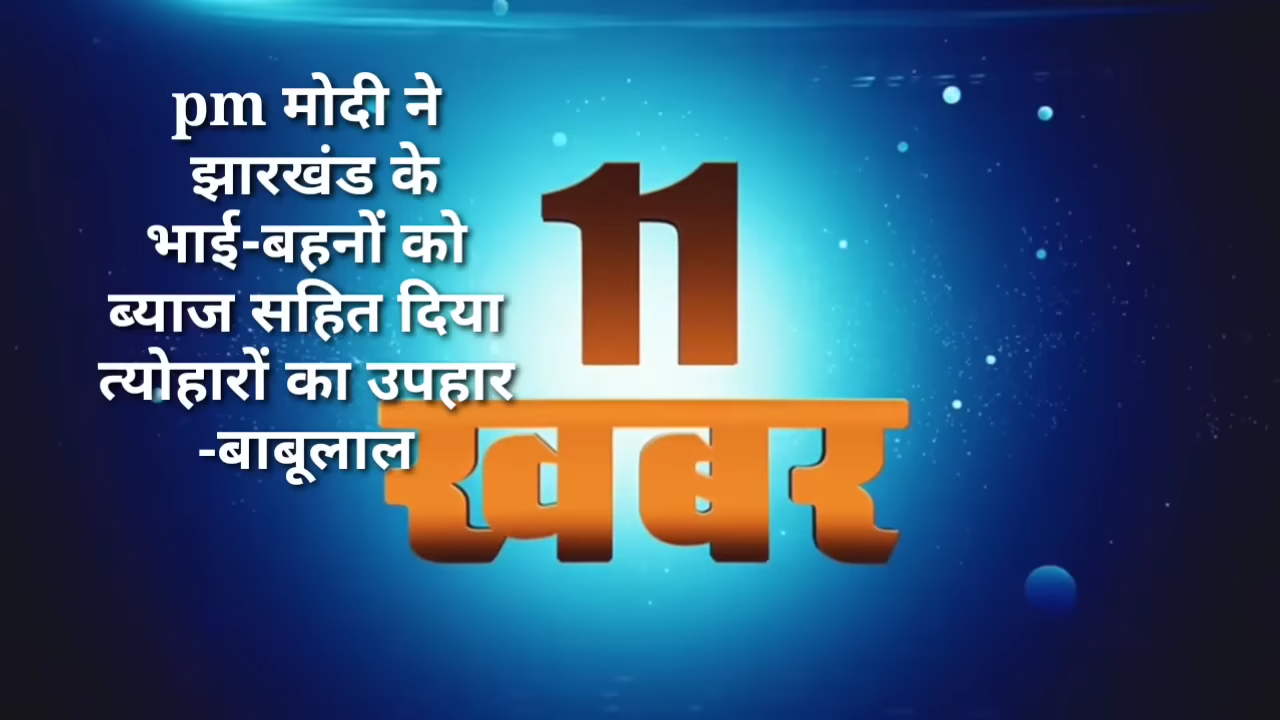 pm मोदी ने
झारखंड के
भाई-बहनों को
ब्याज सहित दिया
त्योहारों का उपहार
-बाबूलाल
11
खबर